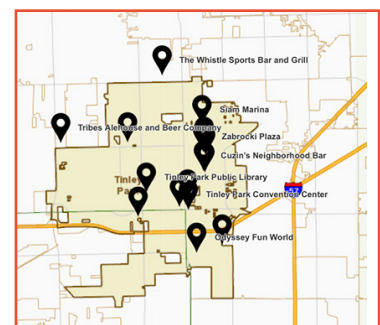 The Whistle Sports Bar and Grill
Siam Marina
Tribes Alehouse and Beer Company
Zabrocki Plaza
Cuzin's Neighborhood Bar
Tinley Park Public Library
Tinley
Tinley Park Convention Center
Odyssey Fun World